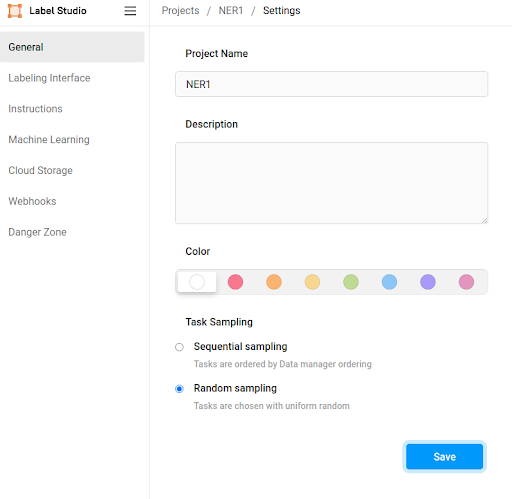 Label Studio
Projects / NER1 / Settings
General
Labeling Interface
Instructions
Machine Learning
Cloud Storage
Webhooks
Danger Zone
Project Name
NER1
Description
Color
Task Sampling
Sequential sampling
Tasks are ordered by Data manager ordering
Random sampling
Tasks are chosen with uniform random
Save